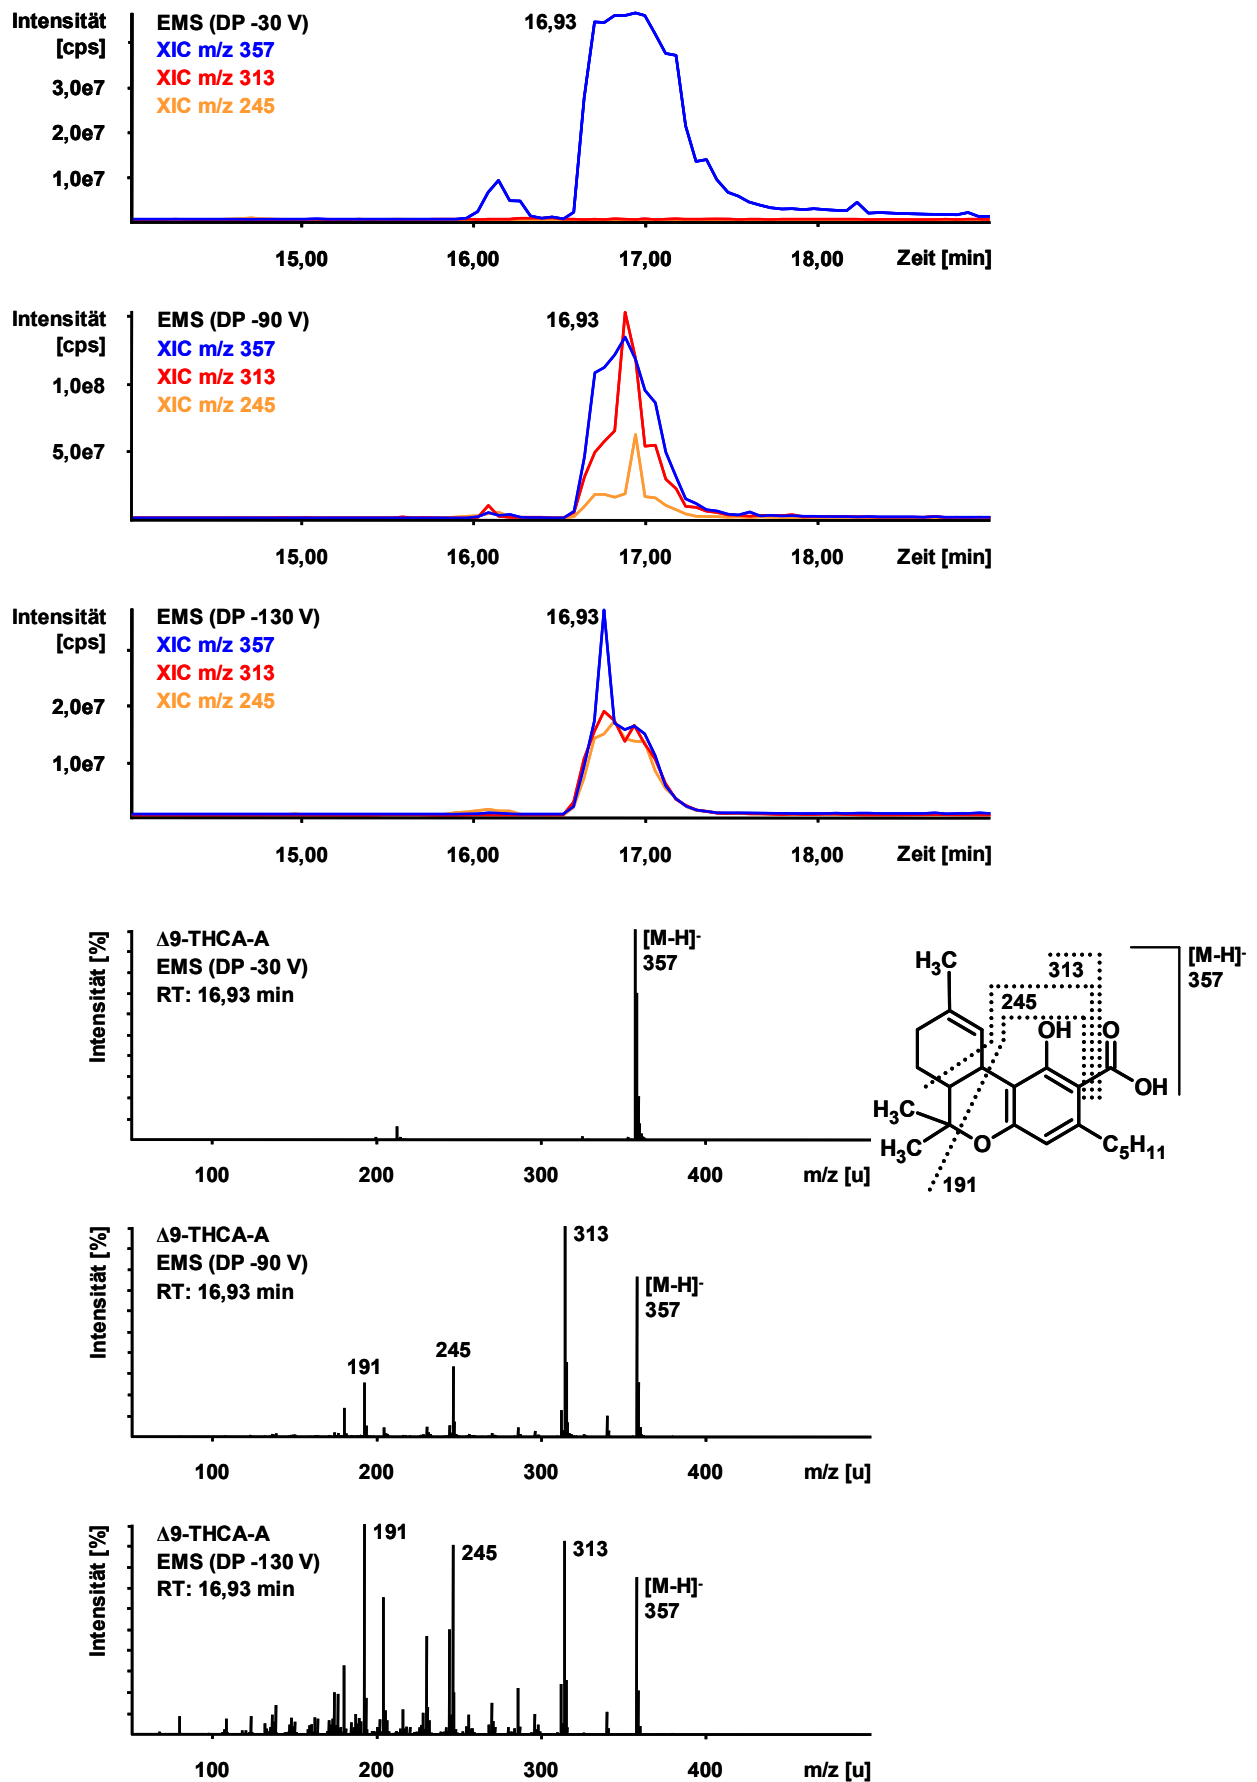 Intensität
[cps]
EMS (DP -30 V)
XIC m/z 357
XIC m/z 313
XIC m/z 245
16,93
3,0e7
2,0e7
1,0e7
15,00
16,00
17,00
18,00
Zeit [min]
Intensität
[cps]
EMS (DP -90 V)
XIC m/z 357
XIC m/z 313
XIC m/z 245
16,93
1,0e8
5,0e7
15,00
16,00
17,00
18,00
Zeit [min]
Intensität
[cps]
EMS (DP -130 V)
XIC m/z 357
XIC m/z 313
XIC m/z 245
16,93
2,0e7
1,0e7
15,00
16,00
17,00
18,00
Zeit [min]
Intensität [%]
Δ9-THCA-A
EMS (DP -30 V)
RT: 16,93 min
[M-H]-
357
100
200
300
400
m/z [u]
[M-H]-
357
313
245
191
H3C
OH
O
OH
H3C
H3C
O
C5H11
Intensität [%]
Δ9-THCA-A
EMS (DP -90 V)
RT: 16,93 min
191
245
313
[M-H]-
357
100
200
300
400
m/z [u]
Intensität [%]
Δ9-THCA-A
EMS (DP -130 V)
RT: 16,93 min
191
245
313
[M-H]-
357
100
200
300
400
m/z [u]